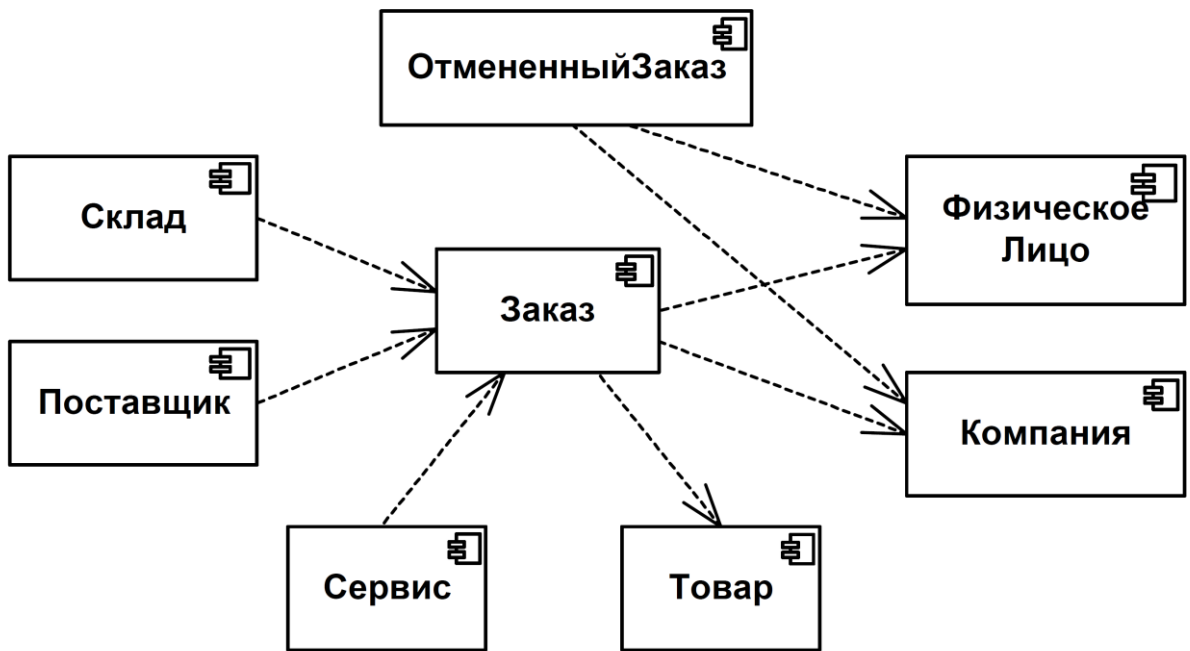 ОтмененныйЗаказ
Склад
Физическое
Лицо
Заказ
Поставщик
Компания
Сервис
Товар